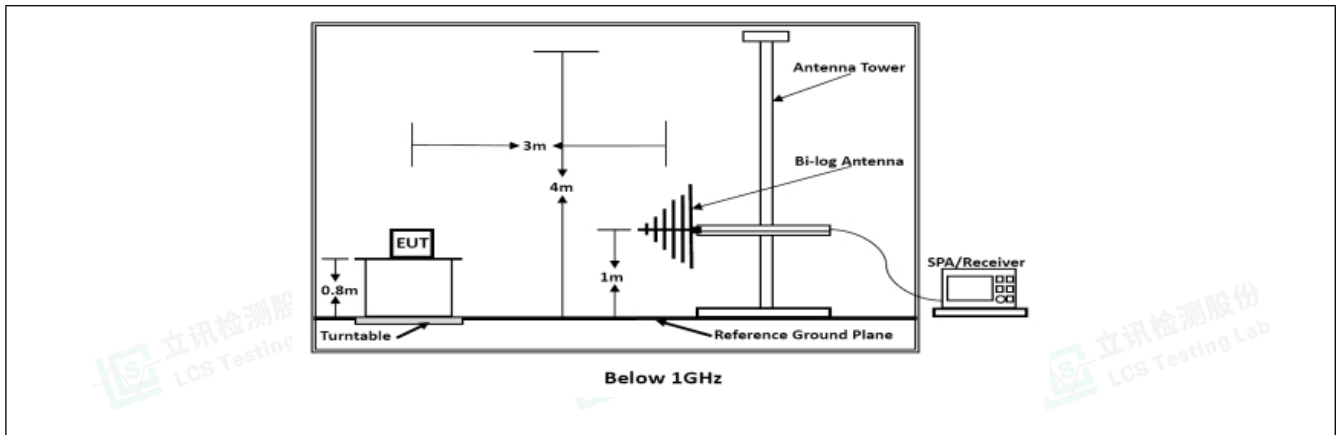 Antenna Tower
3m
Bi-log Antenna
4m
EUT
SPA/Receiver
1m
0.8m
Turntable
Reference Ground Plane
Below 1GHz
立讯检测股
LCS Testing
立讯检测股份
LCS Testing Lab